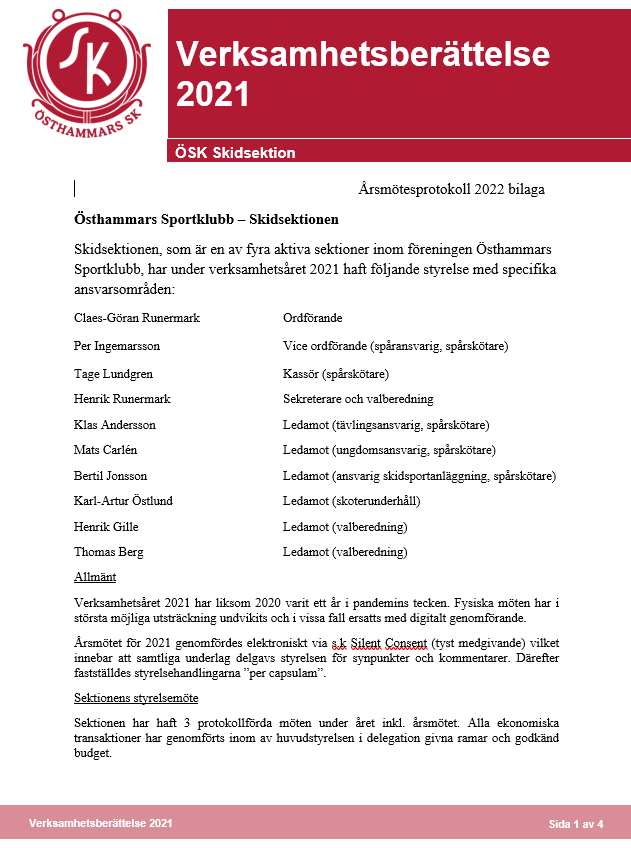 SK
ÖSTHAMMARS SK
Verksamhetsberättelse
2021
ÖSK Skidsektion
Årsmötesprotokoll 2022 bilaga
Östhammars Sportklubb – Skidsektionen
Skidsektionen, som är en av fyra aktiva sektioner inom föreningen Östhammars
Sportklubb, har under verksamhetsåret 2021 haft följande styrelse med specifika
ansvarsområden:
Claes-Göran Runermark Ordförande
Per Ingemarsson Vice ordförande (spåransvarig, spårskötare)
Tage Lundgren Kassör (spårskötare)
Henrik Runermark Sekreterare och valberedning
Klas Andersson Ledamot (tävlingsansvarig, spårskötare)
Mats Carlén Ledamot (ungdomsansvarig, spårskötare)
Bertil Jonsson Ledamot (ansvarig skidsportanläggning, spårskötare)
Karl-Artur Östlund Ledamot (skoterunderhåll)
Henrik Gille Ledamot (valberedning)
Thomas Berg Ledamot (valberedning)
Allmänt
Verksamhetsåret 2021 har liksom 2020 varit ett år i pandemins tecken. Fysiska möten har i
största möjliga utsträckning undvikits och i vissa fall ersatts med digitalt genomförande.
Årsmötet för 2021 genomfördes elektroniskt via s.k Silent Consent (tyst medgivande) vilket
innebar att samtliga underlag delgavs styrelsen för synpunkter och kommentarer. Därefter
fastställdes styrelsehandlingarna ”per capsulam”.
Sektionens styrelsemöte
Sektionen har haft 3 protokollförda möten under året inkl. årsmötet. Alla ekonomiska
transaktioner har genomförts inom av huvudstyrelsen i delegation givna ramar och godkänd
budget.
Verksamhetsberättelse 2021 Sida 1 av 4